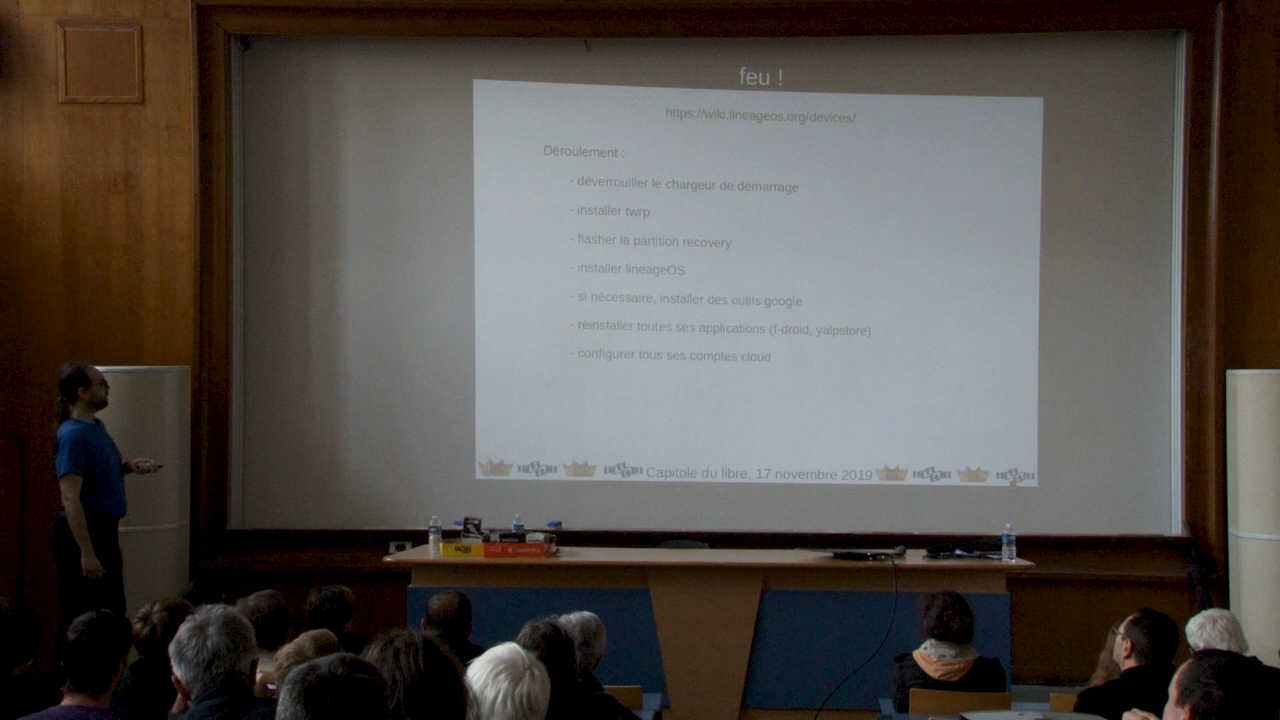 feu !
https://wiki.lineageos.org/devices/
Déroulement :
- déverrouiller le chargeur de démarrage
- installer twrp
- flasher la partition recovery
- installer lineageOS
- si nécessaire, installer des outils google
- réinstaller toutes ses applications (f-droid, yalpstore)
- configurer tous ses comptes cloud
Capitole du libre, 17 novembre 2019